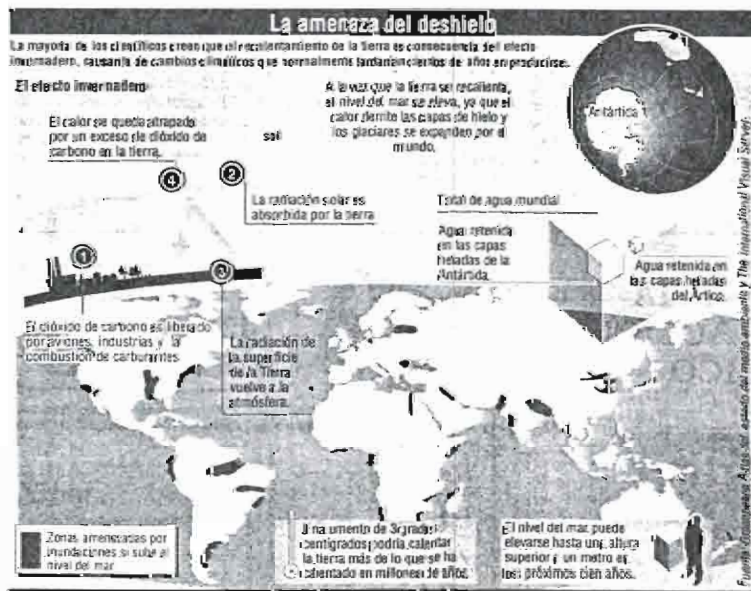 La amenaza del deshielo
La mayoría de los científicos creen que el recalentamiento de la tierra es consecuencia del efecto
invernadero, causante de cambios climáticos que normalmente tardan cientos de años en producirse.
El efecto invernadero
El calor se queda atrapado
por un exceso de dióxido de
carbono en la tierra.
sol
A la vez que la tierra se recalienta,
el nivel del mar se eleva, ya que el
calor derrite las capas de hielo y
los glaciares se expanden por el
mundo.
Antártica
4
2
La radiación solar es
absorbida por la tierra
1
3
El dióxido de carbono es liberado
por aviones, industrias y la
combustión de carburantes
La radiación de
la superficie
de la Tierra
vuelve a la
atmósfera.
Total de agua mundial
Agua retenida
en las capas
heladas de la
Antártida
Agua retenida en
las capas heladas
del Ártico
Zonas amenazadas por
inundaciones si sube el
nivel del mar
Un aumento de 3 grados
centígrados podría calentar
la tierra más de lo que se ha
calentado en millones de años.
El nivel del mar puede
elevarse hasta una altura
superior a un metro en
los próximos cien años.
del estado del medio ambiente y The International Visual Server.